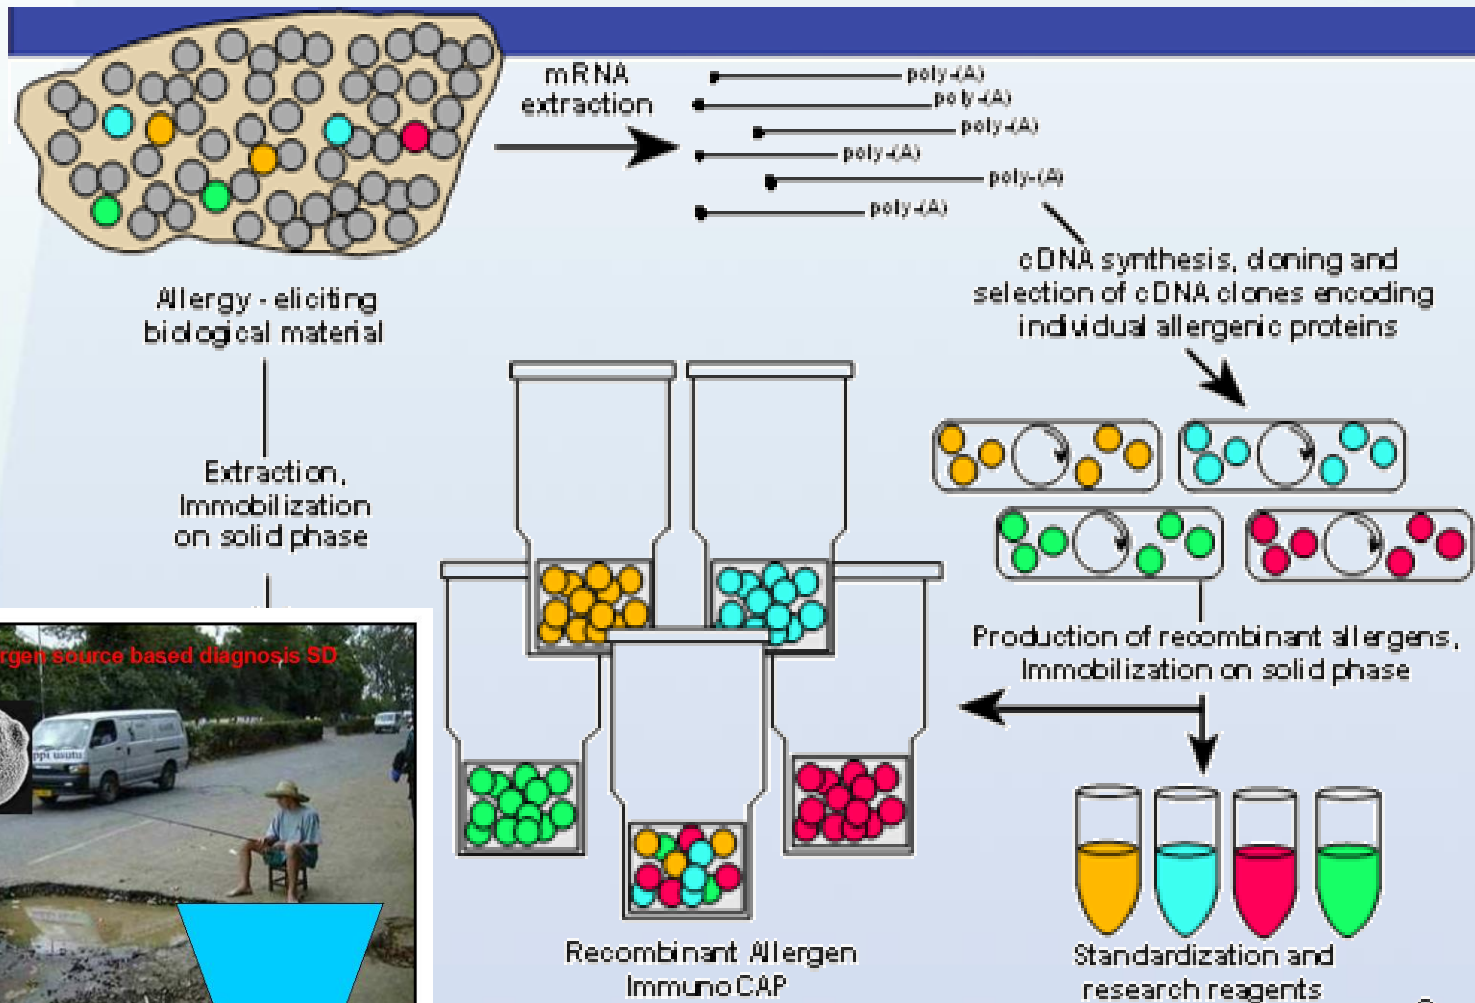 mRNA
extraction
poly-(A)
poly-(A)
poly-(A)
poly-(A)
poly-(A)
poly-(A)
Allergy - eliciting
biological material
cDNA synthesis, cloning and
selection of cDNA clones encoding
individual allergenic proteins
Extraction,
Immobilization
on solid phase
Production of recombinant allergens,
Immobilization on solid phase
source based diagnosis SD
ppi usutu
Recombinant Allergen
ImmunoCAP
Standardization and
research reagents